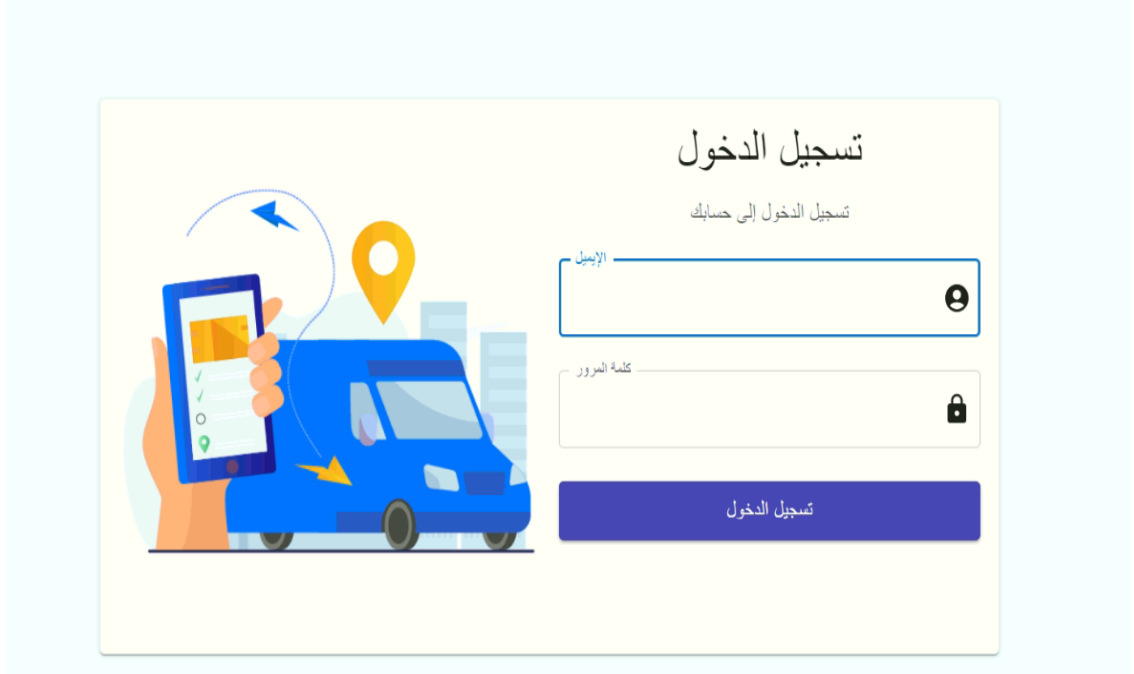 تسجيل الدخول
تسجيل الدخول إلى حسابك
الإيميل
كلمة المرور
تسجيل الدخول